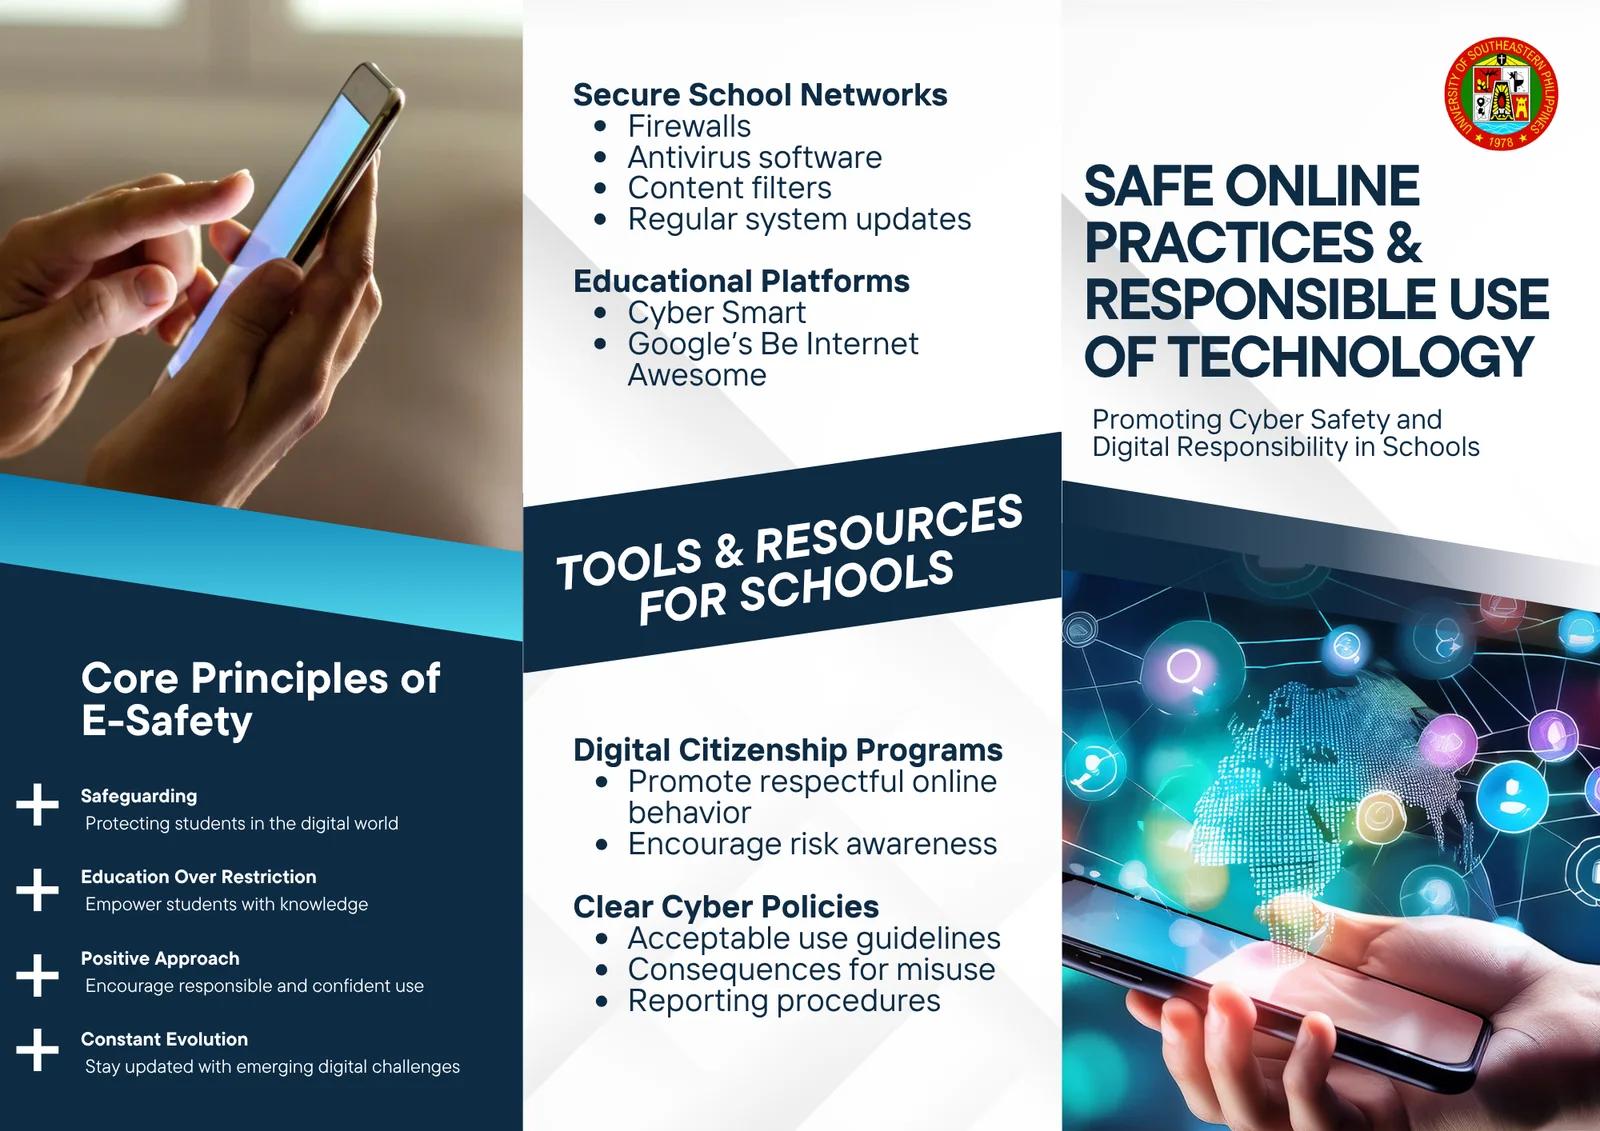 Core Principles of
E-Safety
Safeguarding
Protecting students in the digital world
Education Over Restriction
Empower students with knowledge
Positive Approach
Encourage responsible and confident use
Constant Evolution
Stay updated with emerging digital challenges
Secure School Networks
• Firewalls
• Antivirus software
• Content filters
• Regular system updates
Educational Platforms
• Cyber Smart
• Google’s Be Internet
Awesome
TOOLS & RESOURCES
FOR SCHOOLS
Digital Citizenship Programs
• Promote respectful online
behavior
• Encourage risk awareness
Clear Cyber Policies
• Acceptable use guidelines
• Consequences for misuse
• Reporting procedures
UNIVERSITY OF SOUTHEASTERN PHILIPPINES
★ 1978 ★
SAFE ONLINE
PRACTICES &
RESPONSIBLE USE
OF TECHNOLOGY
Promoting Cyber Safety and
Digital Responsibility in Schools